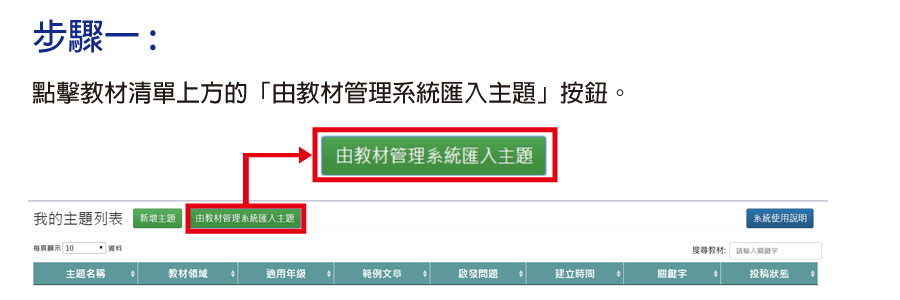 步驟一：
點擊教材清單上方的「由教材管理系統匯入主題」按鈕。
由教材管理系統匯入主題
我的主題列表 新增主題 由教材管理系統匯入主題 系統使用說明
每頁顯示 10 資料 搜尋教材: 請輸入關鍵字
主題名稱 教材領域 適用年級 範例文章 啟發問題 建立時間 關鍵字 投稿狀態